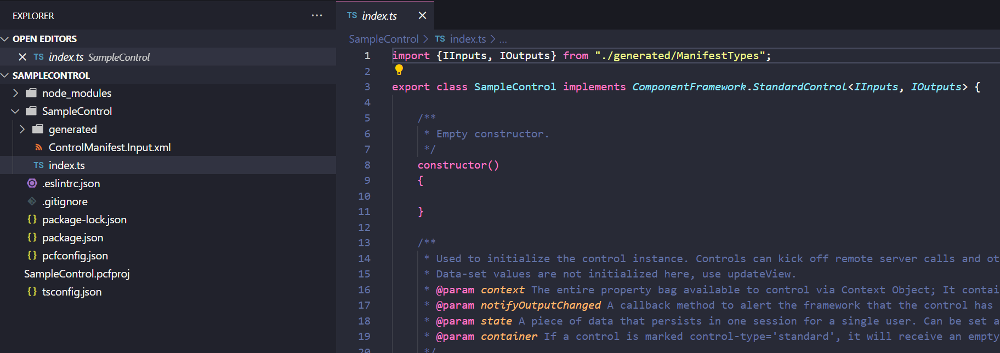 EXPLORER
···
OPEN EDITORS
TS index.ts SampleControl
SAMPLECONTROL
node_modules
SampleControl
generated
ControlManifest.Input.xml
TS index.ts
.eslintrc.json
.gitignore
{} package-lock.json
{} package.json
{} pcfconfig.json
SampleControl.pcfproj
{} tsconfig.json
TS index.ts
SampleControl > TS index.ts > ...
1 import {IInputs, IOutputs} from "./generated/ManifestTypes";
2
3 export class SampleControl implements ComponentFramework.StandardControl<IInputs, IOutputs> {
4
5 /**
6 * Empty constructor.
7 */
8 constructor()
9 {
10
11 }
12
13 /**
14 * Used to initialize the control instance. Controls can kick off remote server calls and ot
15 * Data-set values are not initialized here, use updateView.
16 * @param context The entire property bag available to control via Context Object; It contai
17 * @param notifyOutputChanged A callback method to alert the framework that the control has
18 * @param state A piece of data that persists in one session for a single user. Can be set a
19 * @param container If a control is marked control-type='standard', it will receive an empty
20 */